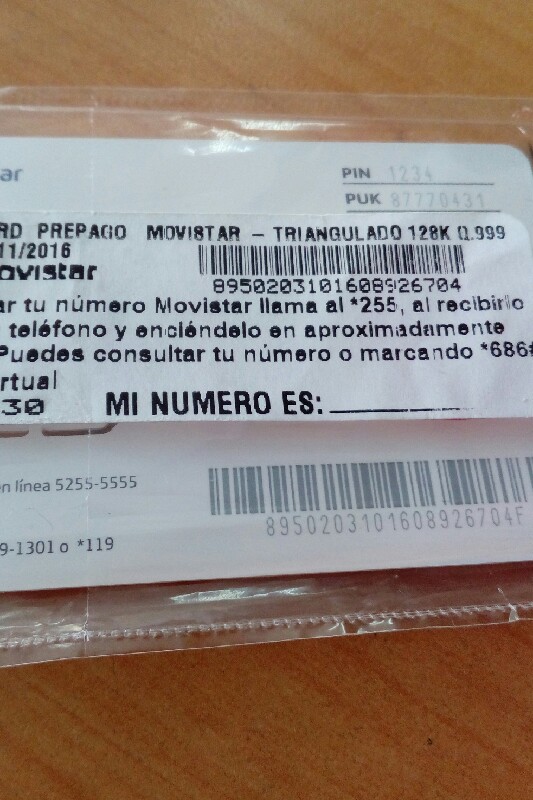 ar
PIN 1234
PUK 87770431
RD PREPAGO MOVISTAR - TRIANGULADO 128K Q.999
11/2016
ovistar
8950203101608926704
ar tu número Movistar llama al *255, al recibirlo
teléfono y enciéndelo en aproximadamente
Puedes consultar tu número o marcando *686#
rtual
30 MI NUMERO ES:
n línea 5255-5555
8950203101608926704F
9-1301 o *119